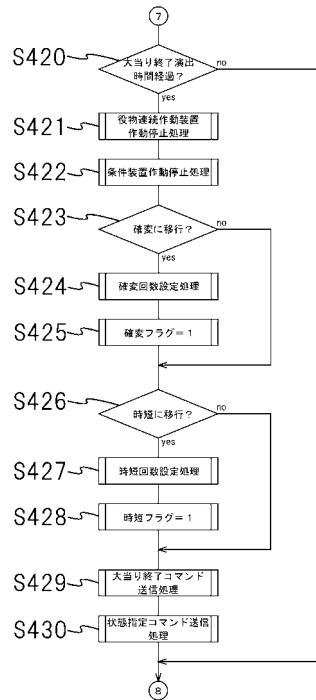 7
S420
大当り終了演出
時間経過？
no
yes
S421
役物連続作動装置
作動停止処理
S422
条件装置作動停止処理
S423
確変に移行？
no
yes
S424
確変回数設定処理
S425
確変フラグ＝１
S426
時短に移行？
no
yes
S427
時短回数設定処理
S428
時短フラグ＝１
S429
大当り終了コマンド
送信処理
S430
状態指定コマンド送信
処理
8